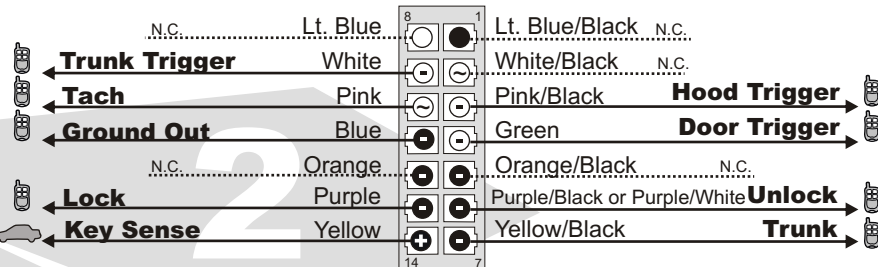 8 1
N.C. Lt. Blue Lt. Blue/Black N.C.
Trunk Trigger White White/Black N.C.
Tach Pink Pink/Black Hood Trigger
Ground Out Blue Green Door Trigger
N.C. Orange Orange/Black N.C.
Lock Purple Purple/Black or Purple/White Unlock
Key Sense Yellow Yellow/Black Trunk
14 7
2